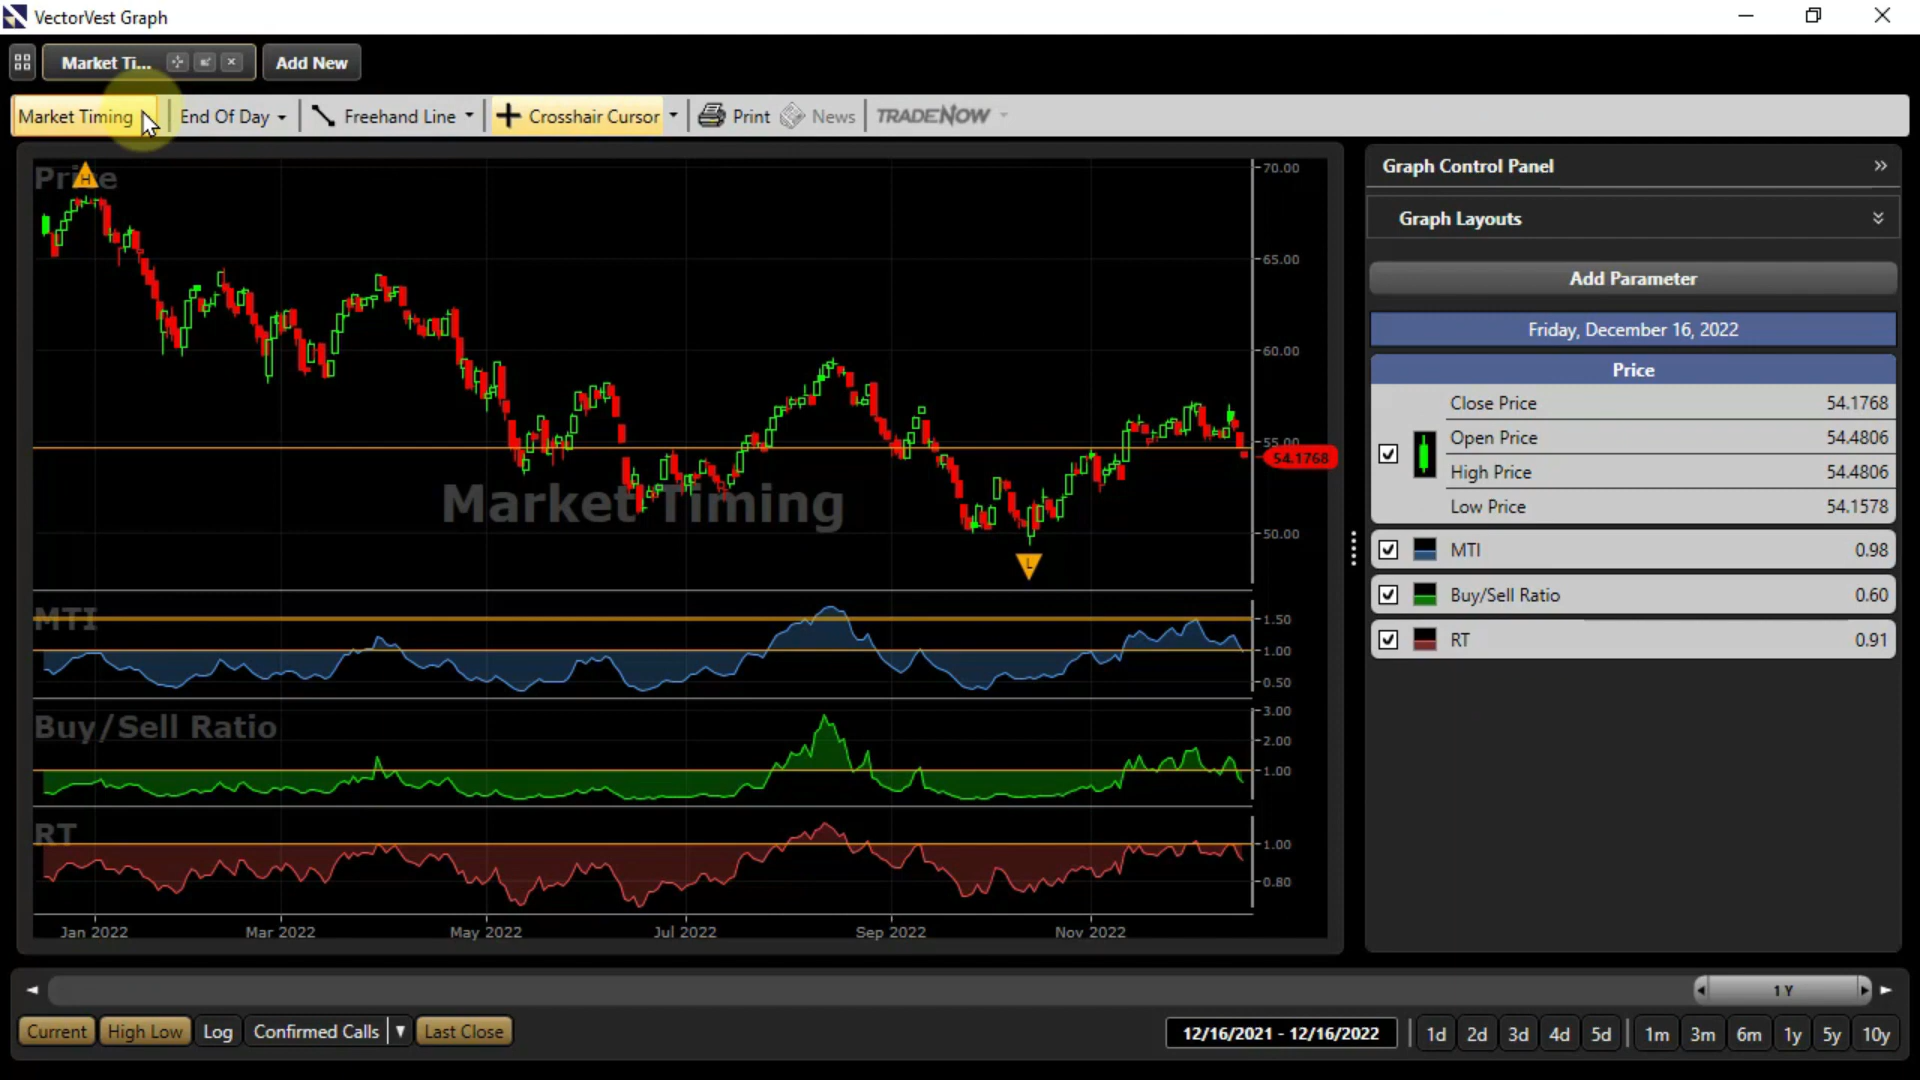 VectorVest Graph
Market Ti...
Add New
Market Timing
End Of Day
Freehand Line
Crosshair Cursor
Print
News
TRADENOW
Price
H
70.00
65.00
60.00
55.00
54.1768
50.00
Market Timing
L
MTI
1.50
1.00
0.50
Buy/Sell Ratio
3.00
2.00
1.00
RT
1.00
0.80
Jan 2022
Mar 2022
May 2022
Jul 2022
Sep 2022
Nov 2022
Graph Control Panel
Graph Layouts
Add Parameter
Friday, December 16, 2022
Price
Close Price 54.1768
Open Price 54.4806
High Price 54.4806
Low Price 54.1578
MTI 0.98
Buy/Sell Ratio 0.60
RT 0.91
1 Y
Current
High Low
Log
Confirmed Calls
Last Close
12/16/2021 - 12/16/2022
1d
2d
3d
4d
5d
1m
3m
6m
1y
5y
10y